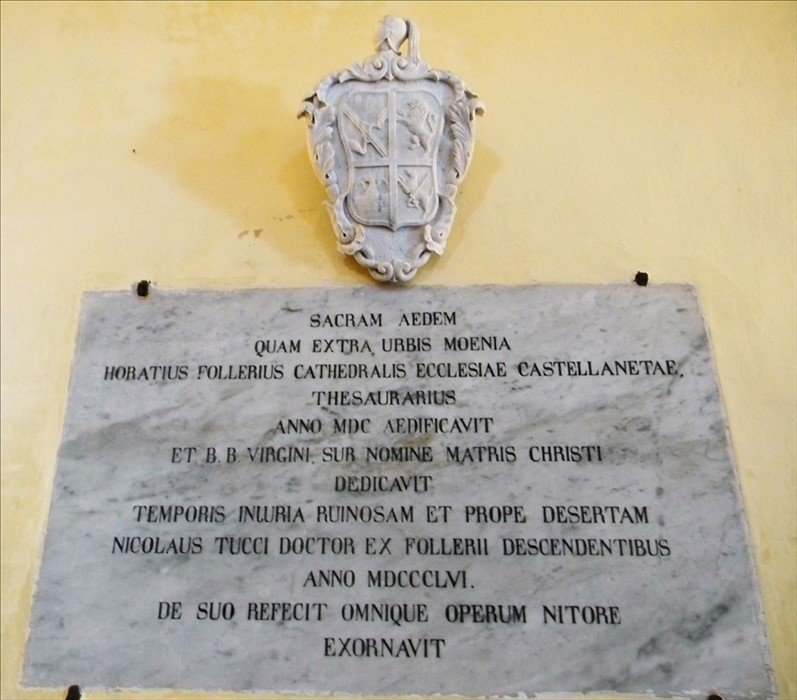 SACRAM AEDEM
QUAM EXTRA URBIS MOENIA
HORATIUS FOLLERIUS CATHEDRALIS ECCLESIAE CASTELLANETAE,
THESAURARIUS
ANNO MDC AEDIFICAVIT
ET B. B. VIRGINI. SUR NOMINE MATRIS CHRISTI
DEDICAVIT
TEMPORIS INIURIA RUINOSAM ET PROPE DESERTAM
NICOLAUS TUCCI DOCTOR EX FOLLERII DESCENDENTIBUS
ANNO MDCCCLVI.
DE SUO REFECIT OMNIQUE OPERUM NITORE
EXORNAVIT